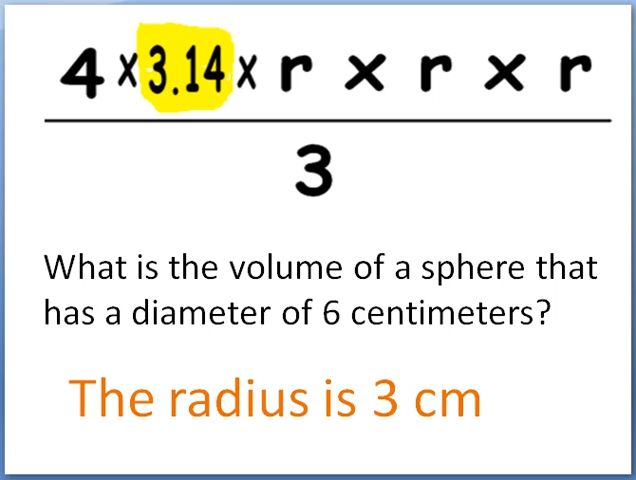 4 x 3.14 x r x r x r
3
What is the volume of a sphere that
has a diameter of 6 centimeters?
The radius is 3 cm